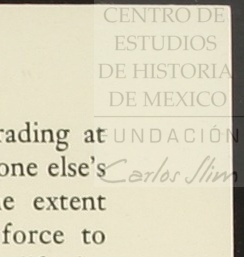 CENTRO DE
ESTUDIOS
DE HISTORIA
DE MEXICO
FUNDACIÓN
Carlos Slim
rading at
one else's
e extent
force to